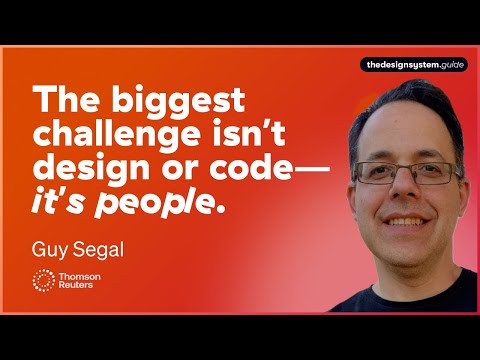 thedesignsystem.guide
The biggest
challenge isn't
design or code—
it's people.
Guy Segal
Thomson
Reuters